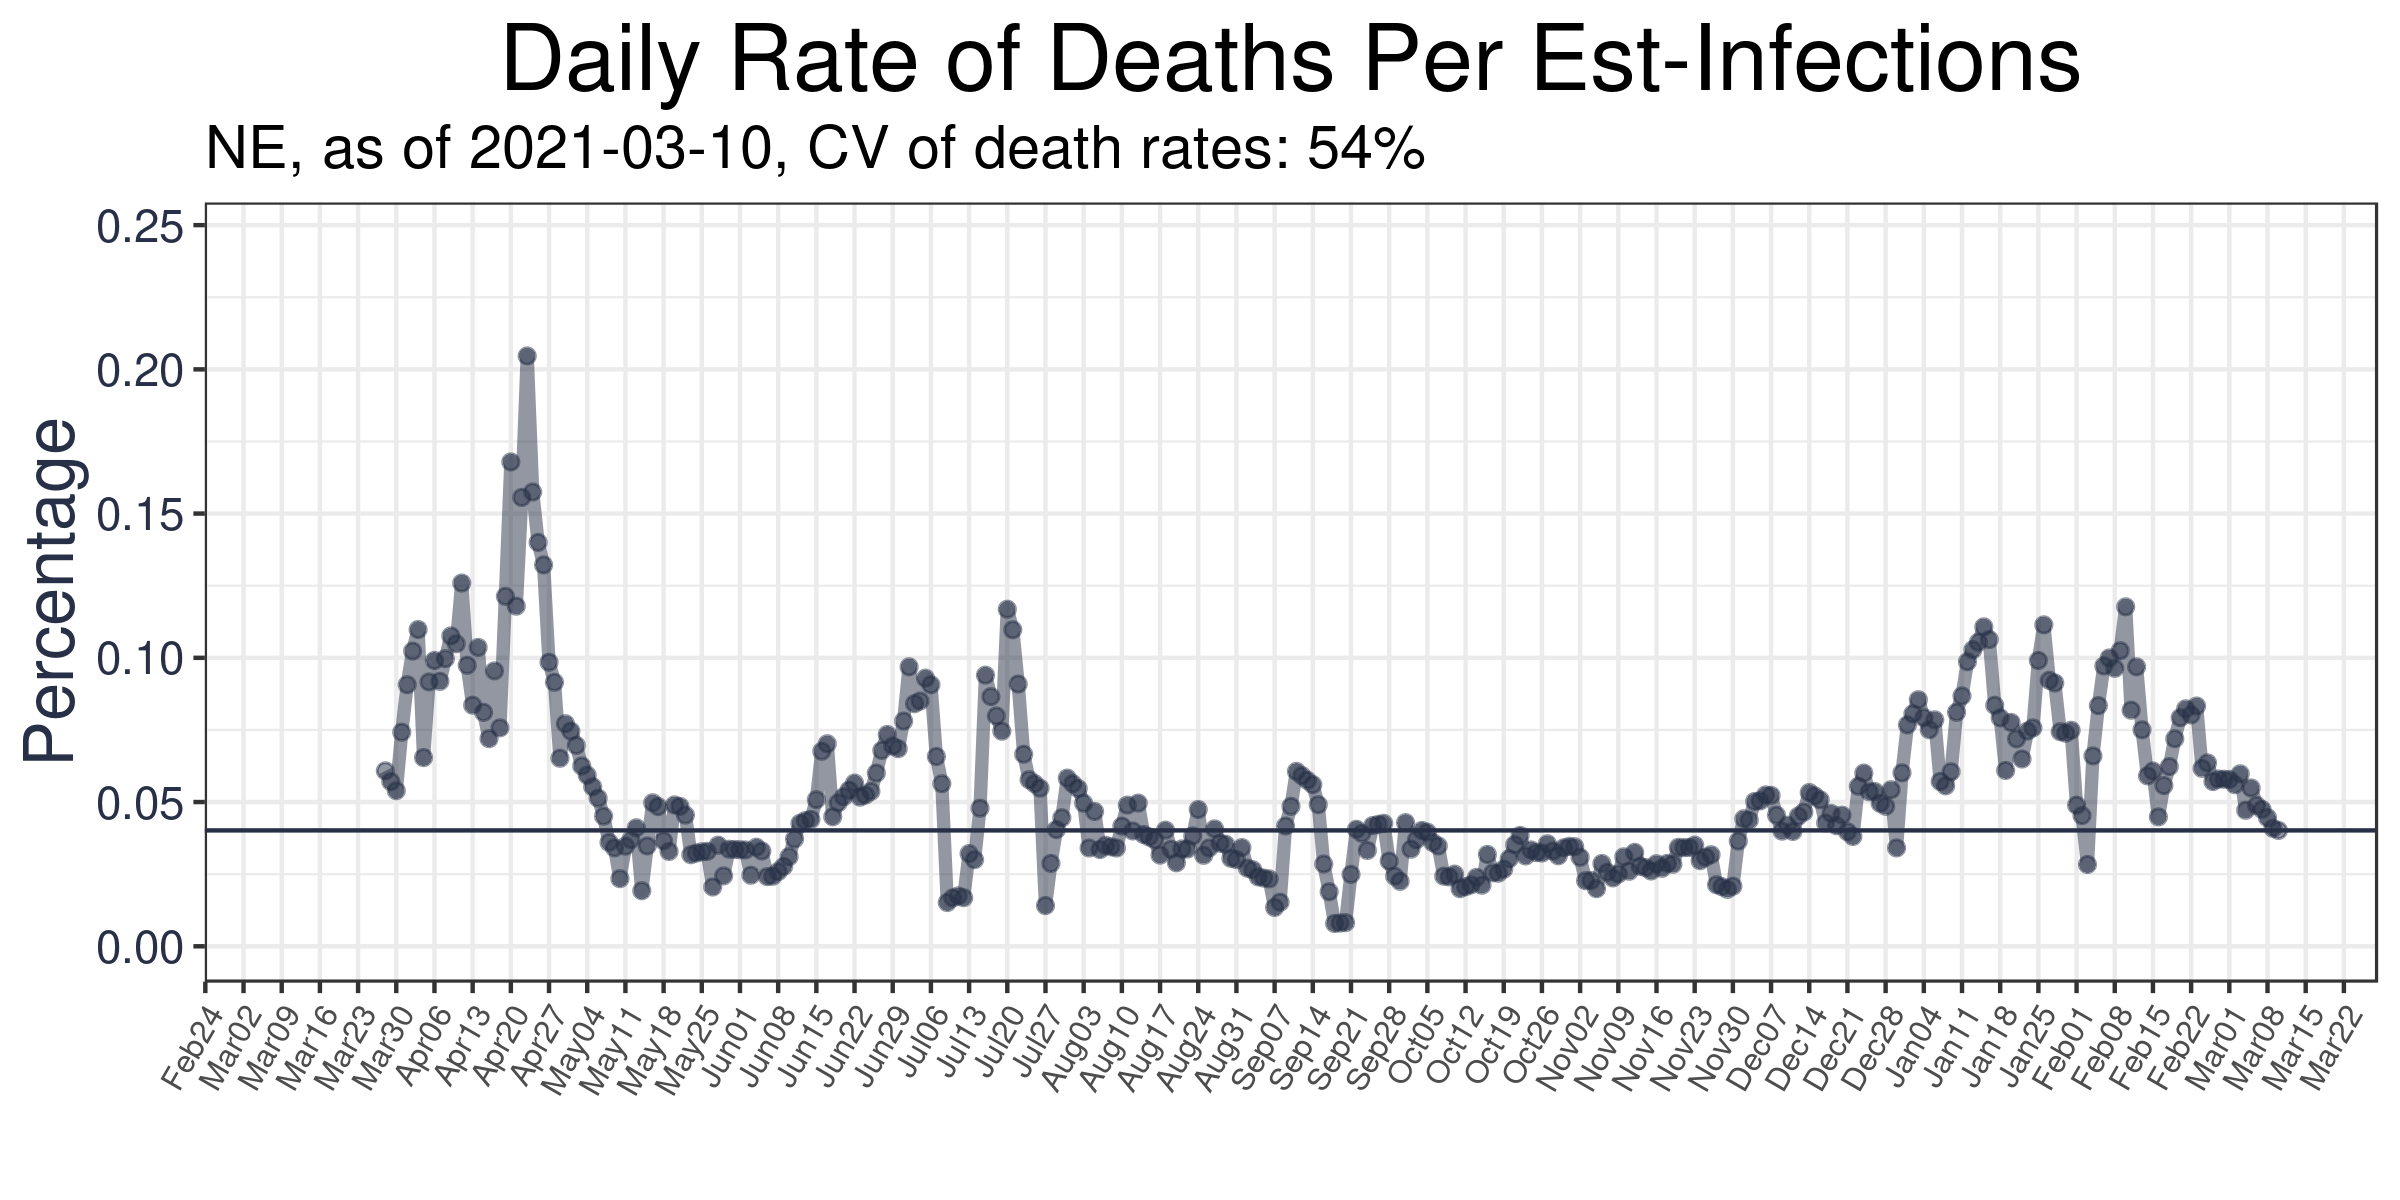 Daily Rate of Deaths Per Est-Infections
NE, as of 2021-03-10, CV of death rates: 54%
Percentage
0.25
0.20
0.15
0.10
0.05
0.00
Feb24
Mar02
Mar09
Mar16
Mar23
Mar30
Apr06
Apr13
Apr20
Apr27
May04
May11
May18
May25
Jun01
Jun08
Jun15
Jun22
Jun29
Jul06
Jul13
Jul20
Jul27
Aug03
Aug10
Aug17
Aug24
Aug31
Sep07
Sep14
Sep21
Sep28
Oct05
Oct12
Oct19
Oct26
Nov02
Nov09
Nov16
Nov23
Nov30
Dec07
Dec14
Dec21
Dec28
Jan04
Jan11
Jan18
Jan25
Feb01
Feb08
Feb15
Feb22
Mar01
Mar08
Mar15
Mar22